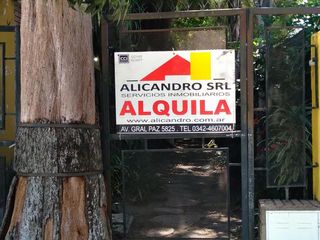 ALICANDRO SRL
SERVICIOS INMOBILIARIOS
ALQUILA
www.alicandro.com.ar
AV. GRAL PAZ 5825 . TEL 0342-4607004